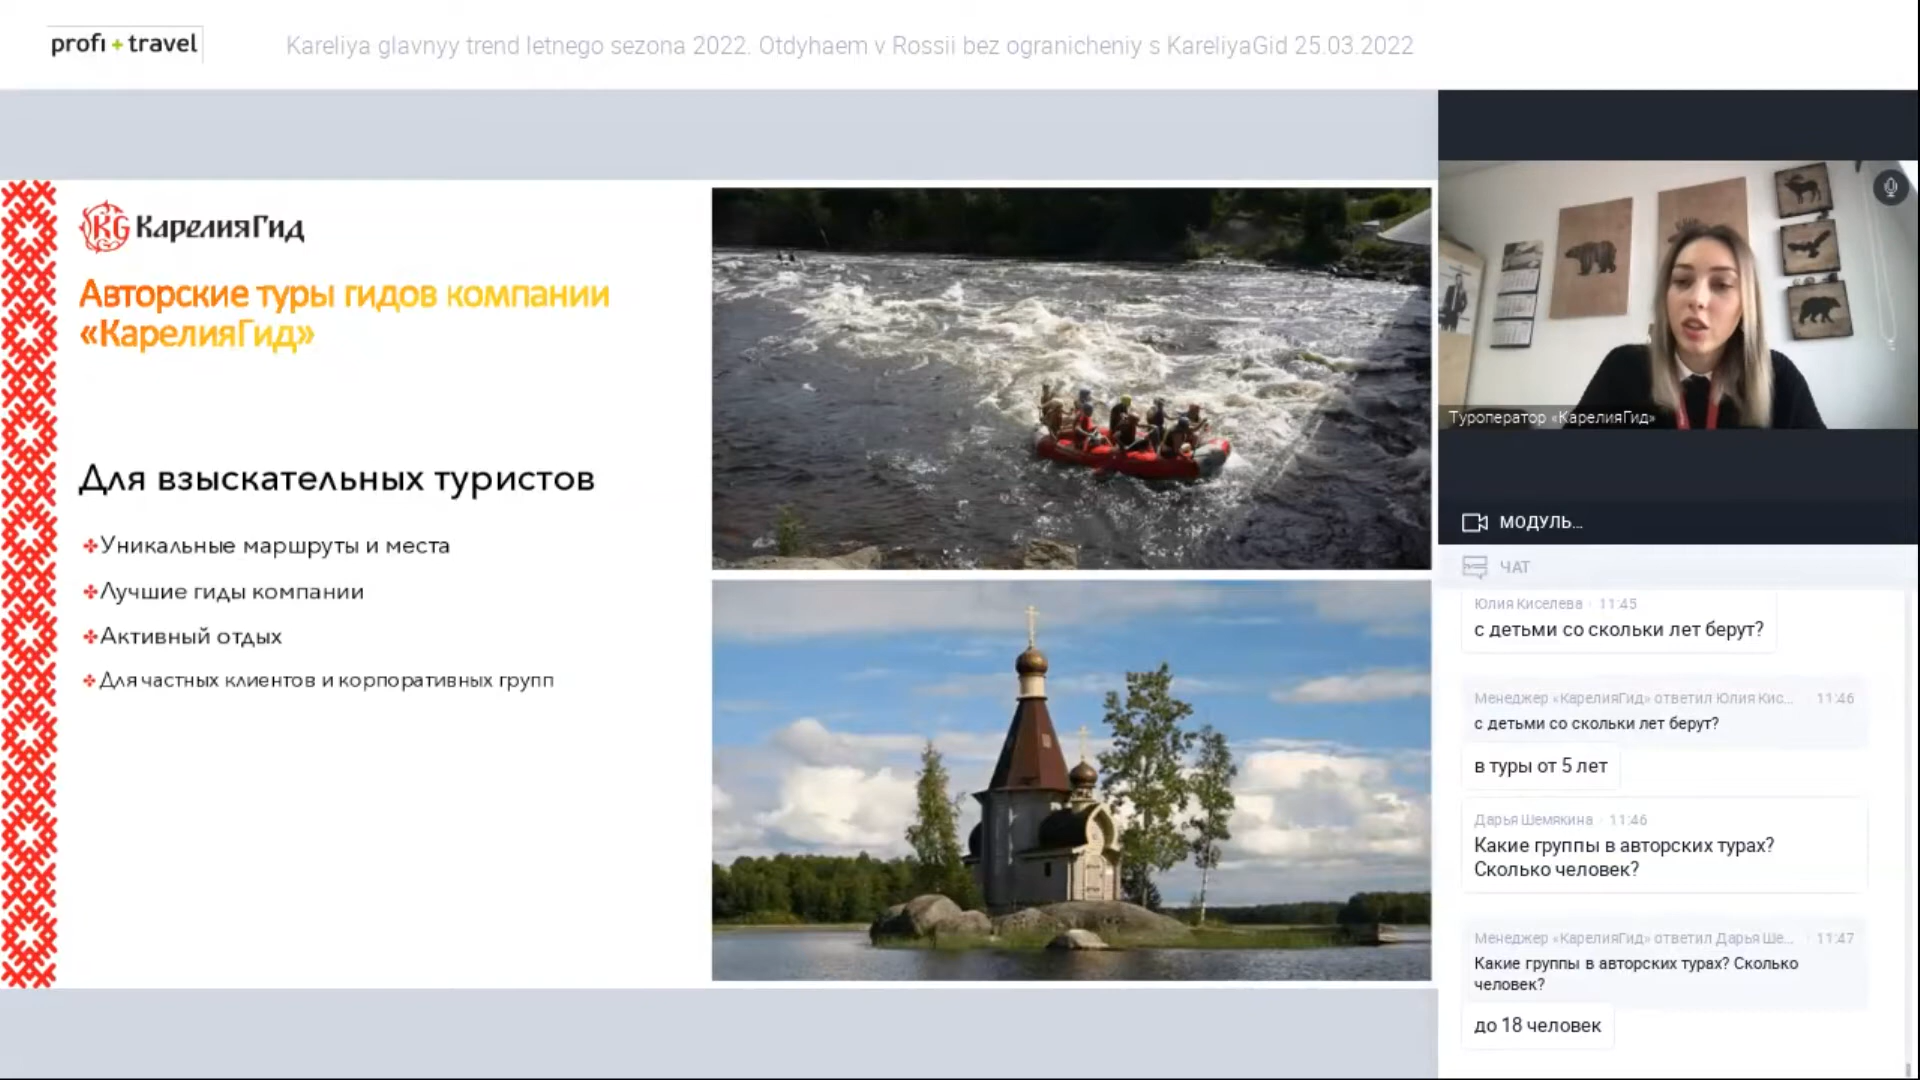 profi + travel
Kareliya glavnyy trend letnego sezona 2022. Otdyhaem v Rossii bez ogranicheniy s KareliyaGid 25.03.2022
KG КарелияГид
Авторские туры гидов компании
«КарелияГид»
Для взыскательных туристов
Уникальные маршруты и места
Лучшие гиды компании
Активный отдых
Для частных клиентов и корпоративных групп
Туроператор «КарелияГид»
МОДУЛЬ...
ЧАТ
Юлия Киселева · 11:45
с детьми со скольки лет берут?
Менеджер «КарелияГид» ответил Юлия Кис... · 11:46
с детьми со скольки лет берут?
в туры от 5 лет
Дарья Шемякина · 11:46
Какие группы в авторских турах?
Сколько человек?
Менеджер «КарелияГид» ответил Дарья Ше... · 11:47
Какие группы в авторских турах? Сколько
человек?
до 18 человек